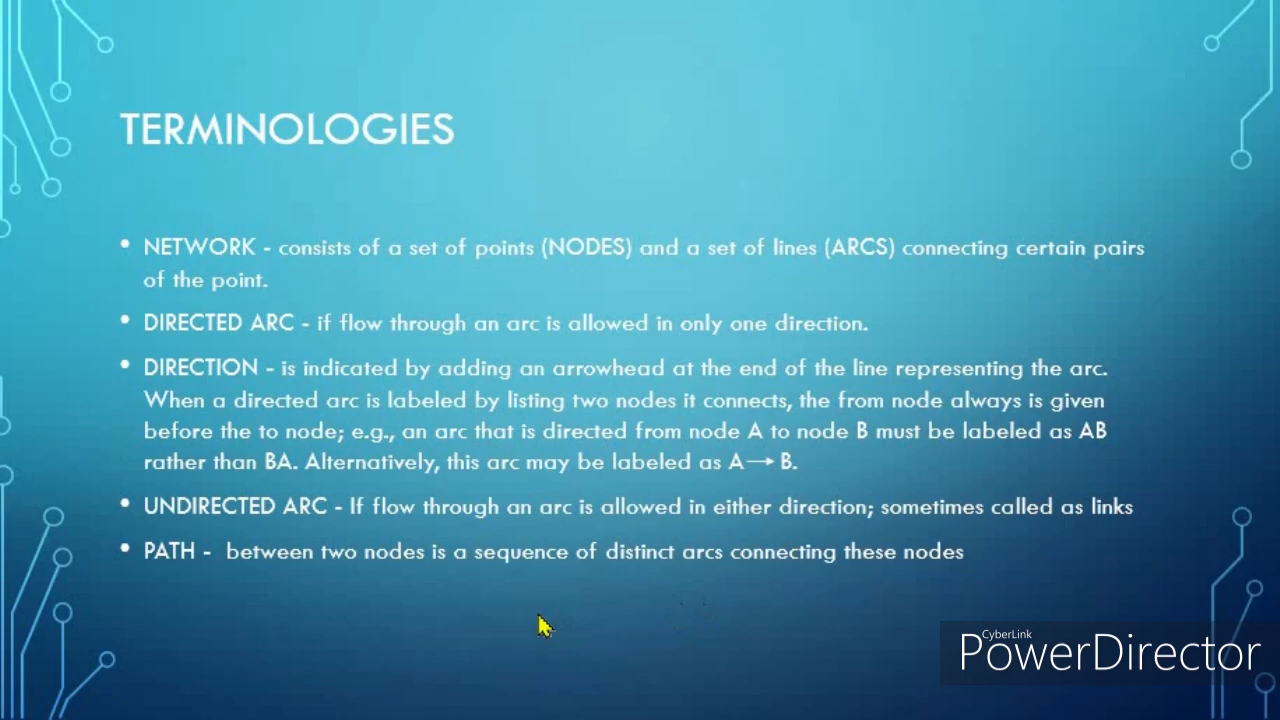 TERMINOLOGIES
• NETWORK - consists of a set of points (NODES) and a set of lines (ARCS) connecting certain pairs
of the point.
• DIRECTED ARC - if flow through an arc is allowed in only one direction.
• DIRECTION - is indicated by adding an arrowhead at the end of the line representing the arc.
When a directed arc is labeled by listing two nodes it connects, the from node always is given
before the to node; e.g., an arc that is directed from node A to node B must be labeled as AB
rather than BA. Alternatively, this arc may be labeled as A→ B.
• UNDIRECTED ARC - If flow through an arc is allowed in either direction; sometimes called as links
• PATH - between two nodes is a sequence of distinct arcs connecting these nodes
CyberLink
PowerDirector